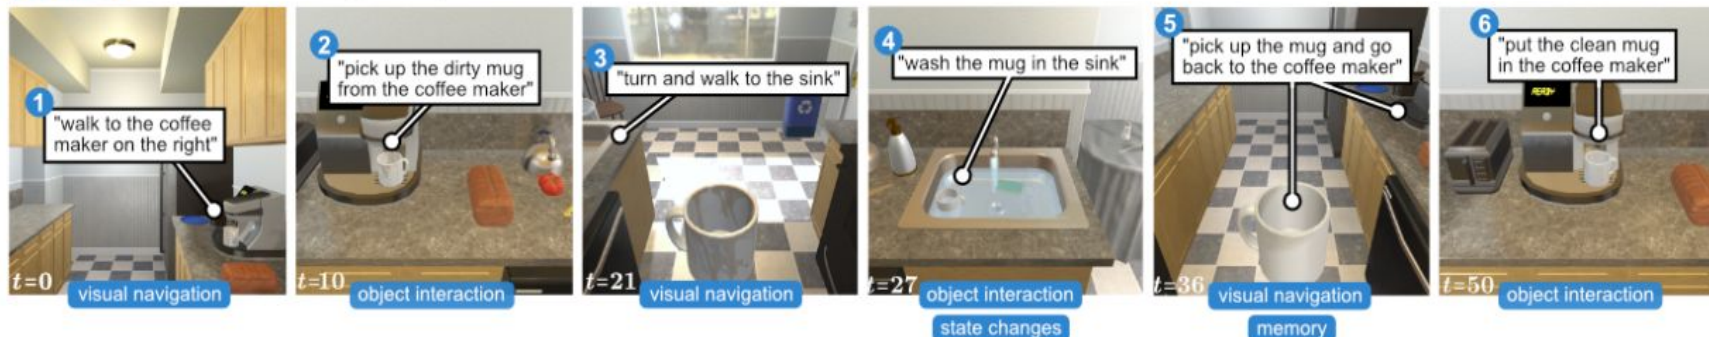 1
"walk to the coffee
maker on the right"
t=0
visual navigation
2
"pick up the dirty mug
from the coffee maker"
t=10
object interaction
3
"turn and walk to the sink"
t=21
visual navigation
4
"wash the mug in the sink"
t=27
object interaction
state changes
5
"pick up the mug and go
back to the coffee maker"
t=36
visual navigation
memory
6
"put the clean mug
in the coffee maker"
READY
t=50
object interaction